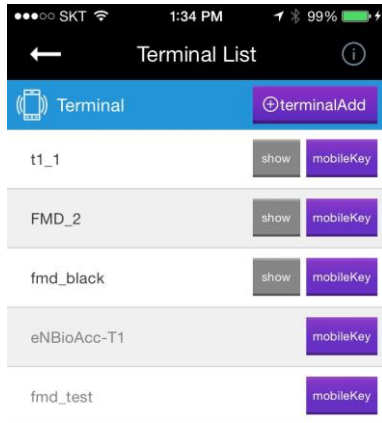 SKT 1:34 PM 99%
Terminal List
Terminal terminalAdd
t1_1 show mobileKey
FMD_2 show mobileKey
fmd_black show mobileKey
eNBioAcc-T1 mobileKey
fmd_test mobileKey